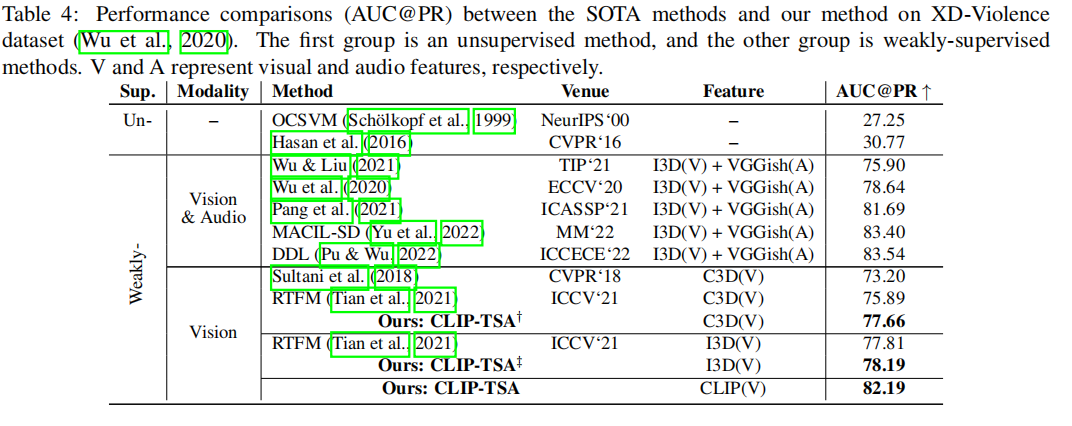 Table 4: Performance comparisons (AUC@PR) between the SOTA methods and our method on XD-Violence
dataset (Wu et al., 2020). The first group is an unsupervised method, and the other group is weakly-supervised
methods. V and A represent visual and audio features, respectively.
Sup. Modality Method Venue Feature AUC@PR ↑
Un- – OCSVM (Schölkopf et al., 1999) NeurIPS‘00 – 27.25
Hasan et al. (2016) CVPR‘16 – 30.77
Weakly- Vision & Audio Wu & Liu (2021) TIP‘21 I3D(V) + VGGish(A) 75.90
Wu et al. (2020) ECCV‘20 I3D(V) + VGGish(A) 78.64
Pang et al. (2021) ICASSP‘21 I3D(V) + VGGish(A) 81.69
MACIL-SD (Yu et al., 2022) MM‘22 I3D(V) + VGGish(A) 83.40
DDL (Pu & Wu, 2022) ICCECE‘22 I3D(V) + VGGish(A) 83.54
Vision Sultani et al. (2018) CVPR‘18 C3D(V) 73.20
RTFM (Tian et al., 2021) ICCV‘21 C3D(V) 75.89
Ours: CLIP-TSA† C3D(V) 77.66
RTFM (Tian et al., 2021) ICCV‘21 I3D(V) 77.81
Ours: CLIP-TSA‡ I3D(V) 78.19
Ours: CLIP-TSA CLIP(V) 82.19